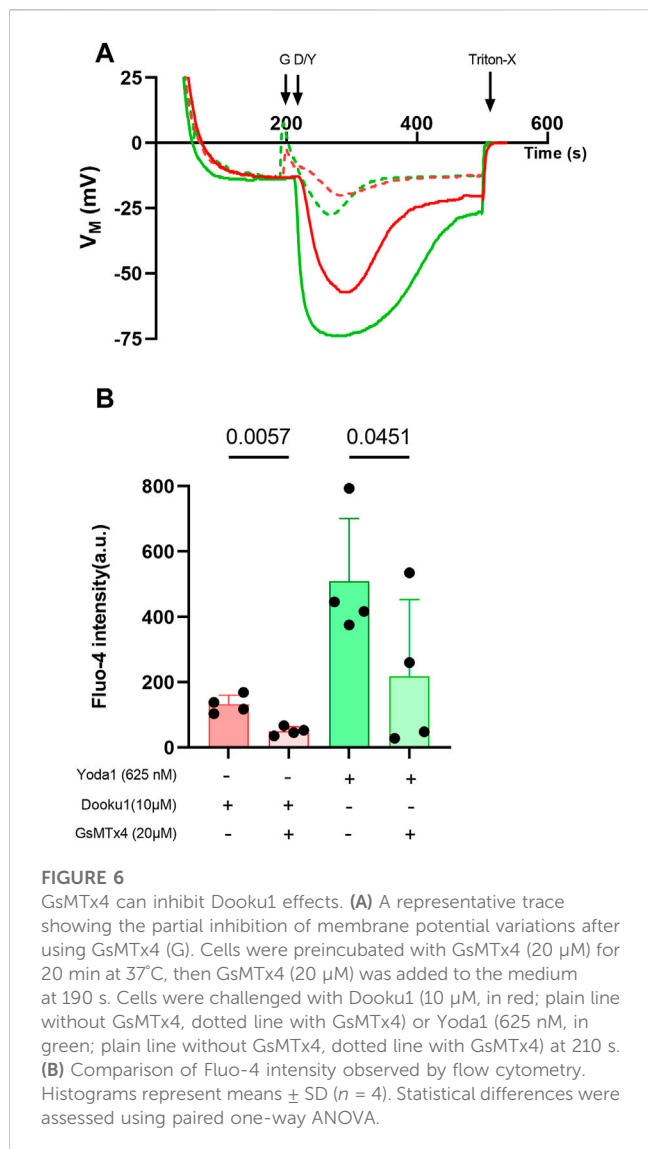 A
G D/Y
Triton-X
25
0
-25
-50
-75
200
400
600
Time (s)
V_M (mV)
B
0.0057
0.0451
800
600
400
200
0
Fluo-4 intensity(a.u.)
Yoda1 (625 nM) - - + +
Dooku1(10μM) + + - -
GsMTx4 (20μM) - + - +
FIGURE 6
GsMTx4 can inhibit Dooku1 effects. (A) A representative trace
showing the partial inhibition of membrane potential variations after
using GsMTx4 (G). Cells were preincubated with GsMTx4 (20 μM) for
20 min at 37°C, then GsMTx4 (20 μM) was added to the medium
at 190 s. Cells were challenged with Dooku1 (10 μM, in red; plain line
without GsMTx4, dotted line with GsMTx4) or Yoda1 (625 nM, in
green; plain line without GsMTx4, dotted line with GsMTx4) at 210 s.
(B) Comparison of Fluo-4 intensity observed by flow cytometry.
Histograms represent means ± SD (n = 4). Statistical differences were
assessed using paired one-way ANOVA.